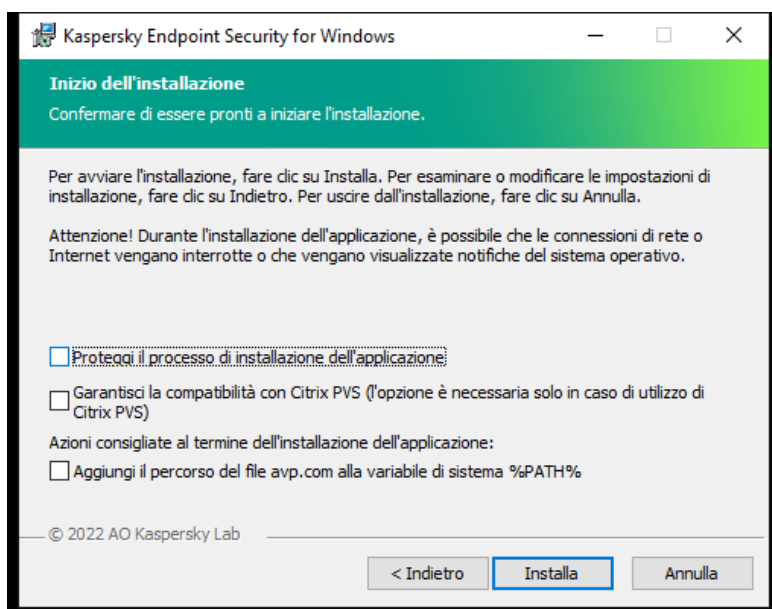 Kaspersky Endpoint Security for Windows
Inizio dell'installazione
Confermare di essere pronti a iniziare l'installazione.
Per avviare l'installazione, fare clic su Installa. Per esaminare o modificare le impostazioni di
installazione, fare clic su Indietro. Per uscire dall'installazione, fare clic su Annulla.
Attenzione! Durante l'installazione dell'applicazione, è possibile che le connessioni di rete o
Internet vengano interrotte o che vengano visualizzate notifiche del sistema operativo.
Proteggi il processo di installazione dell'applicazione
Garantisci la compatibilità con Citrix PVS (l'opzione è necessaria solo in caso di utilizzo di
Citrix PVS)
Azioni consigliate al termine dell'installazione dell'applicazione:
Aggiungi il percorso del file avp.com alla variabile di sistema %PATH%
© 2022 AO Kaspersky Lab
< Indietro Installa Annulla